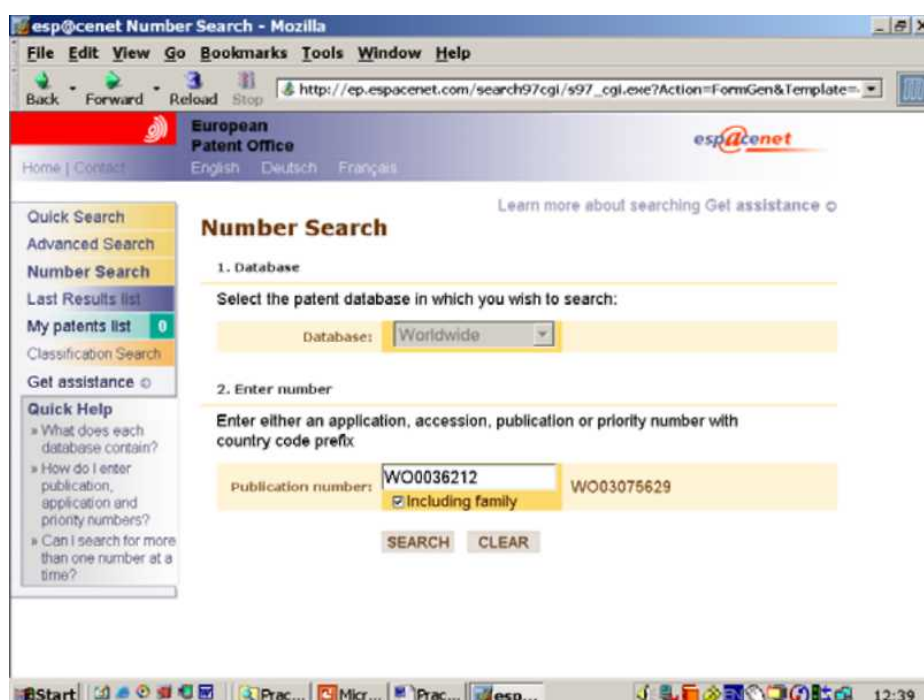 esp@cenet Number Search - Mozilla
File Edit View Go Bookmarks Tools Window Help
Back Forward Reload Stop http://ep.espacenet.com/search97cgi/s97_cgi.exe?Action=FormGen&Template=
European
Patent Office
espacenet
Home | Contact English Deutsch Français
Learn more about searching Get assistance
Quick Search
Advanced Search
Number Search
Last Results list
My patents list 0
Classification Search
Get assistance
Quick Help
» What does each
database contain?
» How do I enter
publication,
application and
priority numbers?
» Can I search for more
than one number at a
time?
Number Search
1. Database
Select the patent database in which you wish to search:
Database: Worldwide
2. Enter number
Enter either an application, accession, publication or priority number with
country code prefix
Publication number: WO0036212 WO03075629
Including family
SEARCH CLEAR
Start Prac... Micr... Prac... esp... 12:39